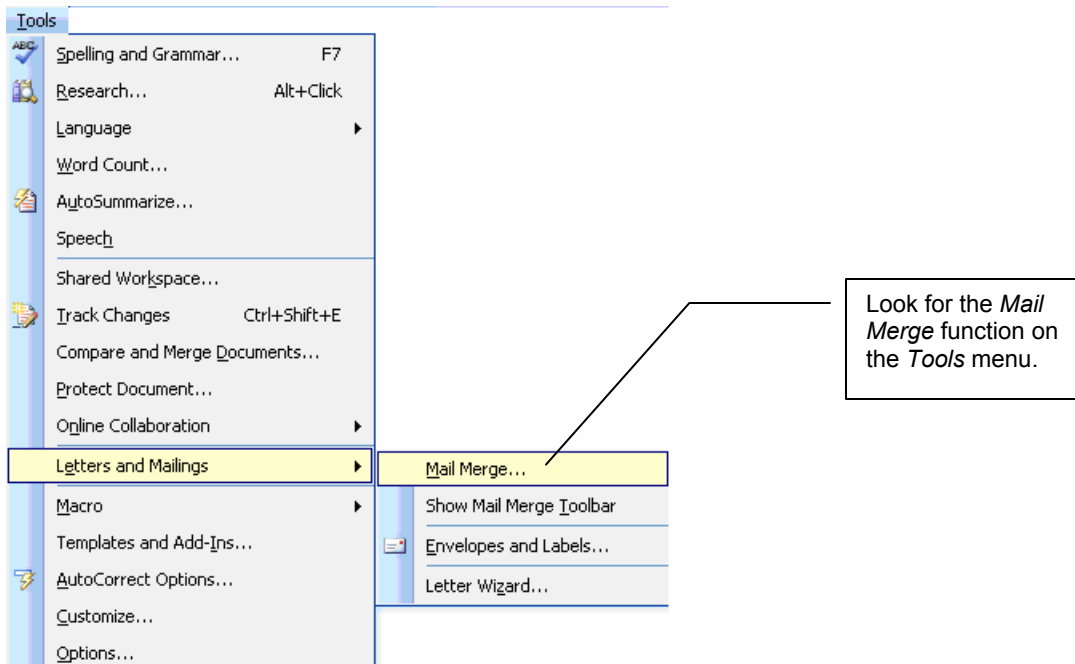 Tools
ABC
Spelling and Grammar... F7
Research... Alt+Click
Language
Word Count...
AutoSummarize...
Speech
Shared Workspace...
Track Changes Ctrl+Shift+E
Compare and Merge Documents...
Protect Document...
Online Collaboration
Letters and Mailings
Macro
Templates and Add-Ins...
AutoCorrect Options...
Customize...
Options...
Mail Merge...
Show Mail Merge Toolbar
Envelopes and Labels...
Letter Wizard...
Look for the Mail
Merge function on
the Tools menu.